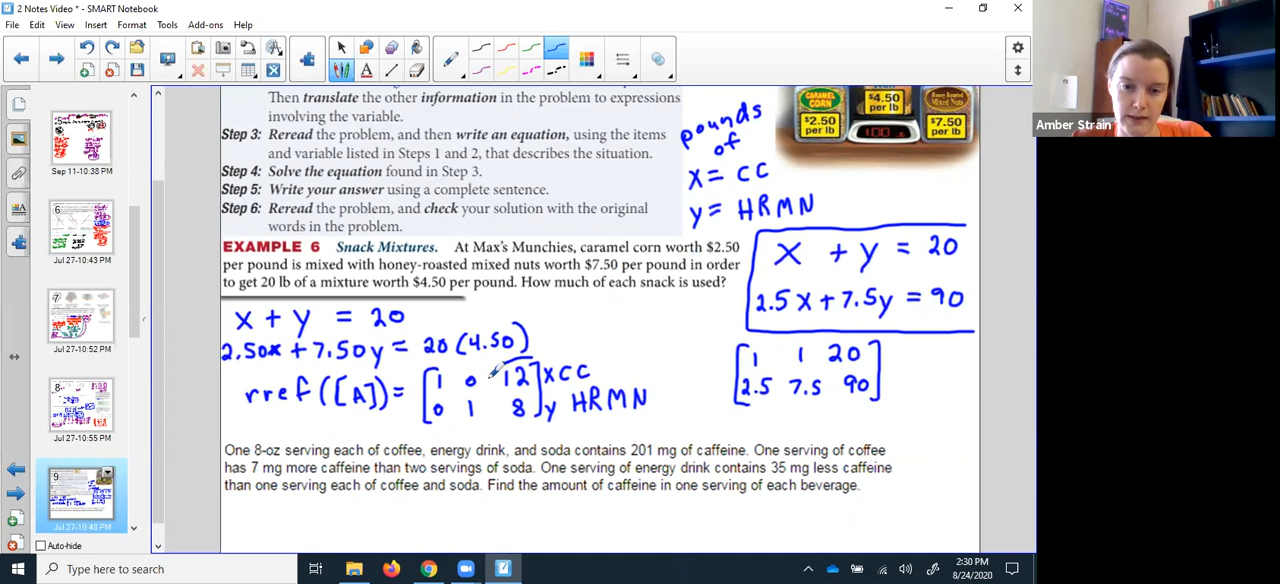 2 Notes Video * - SMART Notebook
File Edit View Insert Format Tools Add-ons Help
Sep 11-10:38 PM
6
Jul 27-10:43 PM
7
Jul 27-10:52 PM
8
Jul 27-10:55 PM
9
Jul 27-10:48 PM
Auto-hide
Then translate the other information in the problem to expressions
involving the variable.
Step 3: Reread the problem, and then write an equation, using the items
and variable listed in Steps 1 and 2, that describes the situation.
Step 4: Solve the equation found in Step 3.
Step 5: Write your answer using a complete sentence.
Step 6: Reread the problem, and check your solution with the original
words in the problem.
EXAMPLE 6 Snack Mixtures. At Max's Munchies, caramel corn worth $2.50
per pound is mixed with honey-roasted mixed nuts worth $7.50 per pound in order
to get 20 lb of a mixture worth $4.50 per pound. How much of each snack is used?
pounds
of
x = CC
y = HRMN
CARAMEL
CORN
$2.50
per lb
$4.50
per lb
100
Honey Roasted
Mixed Nuts
$7.50
per lb
Amber Strain
x + y = 20
2.5x + 7.5y = 90
1 1 20
2.5 7.5 90
x + y = 20
2.50x + 7.50y = 20 (4.50)
rref([A]) = 1 0 12 x CC
0 1 8 y HRMN
One 8-oz serving each of coffee, energy drink, and soda contains 201 mg of caffeine. One serving of coffee
has 7 mg more caffeine than two servings of soda. One serving of energy drink contains 35 mg less caffeine
than one serving each of coffee and soda. Find the amount of caffeine in one serving of each beverage.
Type here to search
2:30 PM
8/24/2020